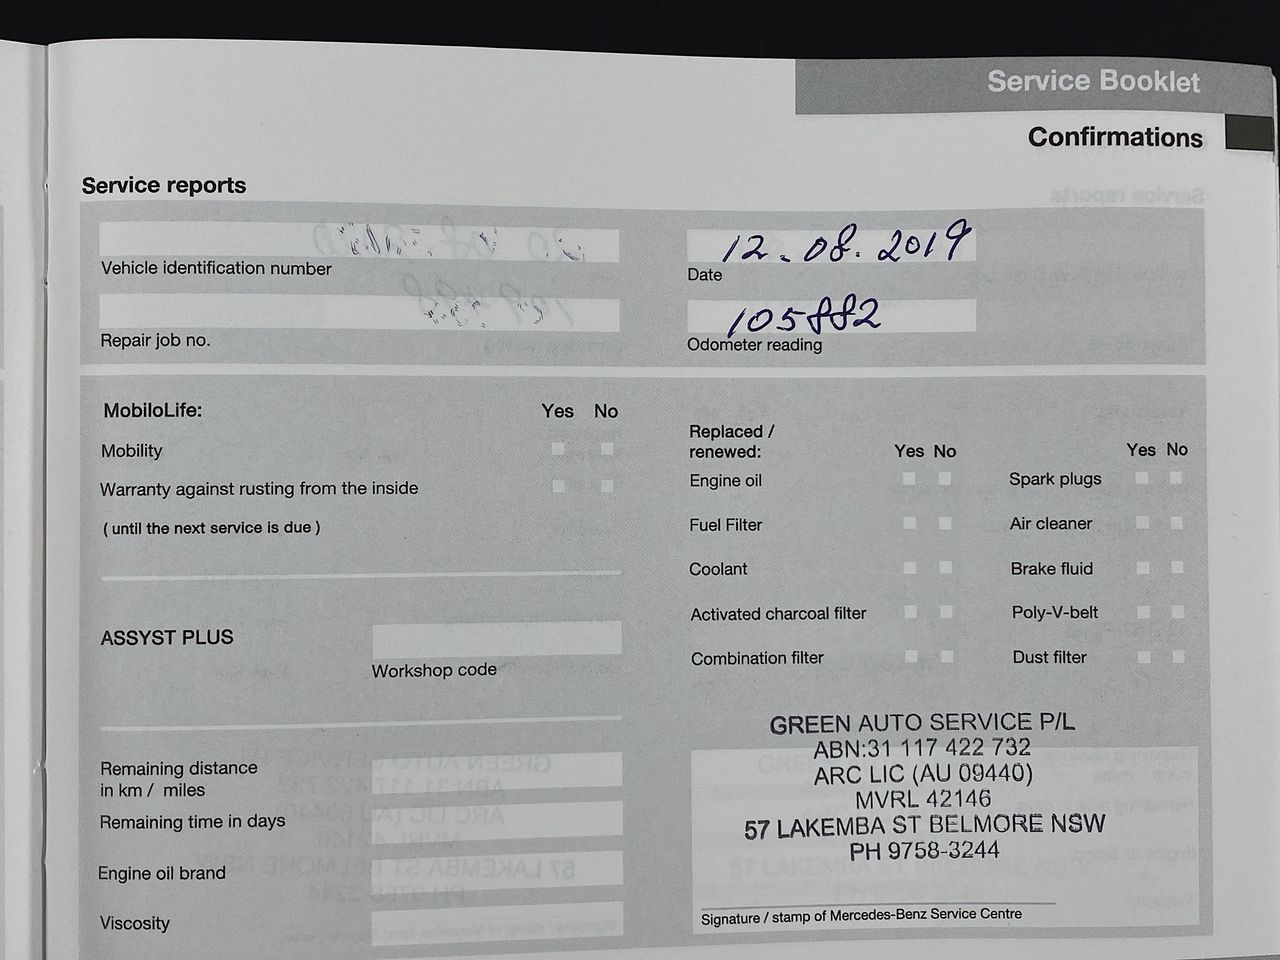 Service Booklet
Confirmations
Service reports
Vehicle identification number
12.08.2019
Date
Repair job no.
105882
Odometer reading
MobiloLife: Yes No
Mobility
Warranty against rusting from the inside
( until the next service is due )
ASSYST PLUS
Workshop code
Remaining distance
in km / miles
Remaining time in days
Engine oil brand
Viscosity
Replaced /
renewed: Yes No Yes No
Engine oil Spark plugs
Fuel Filter Air cleaner
Coolant Brake fluid
Activated charcoal filter Poly-V-belt
Combination filter Dust filter
GREEN AUTO SERVICE P/L
ABN:31 117 422 732
ARC LIC (AU 09440)
MVRL 42146
57 LAKEMBA ST BELMORE NSW
PH 9758-3244
Signature / stamp of Mercedes-Benz Service Centre